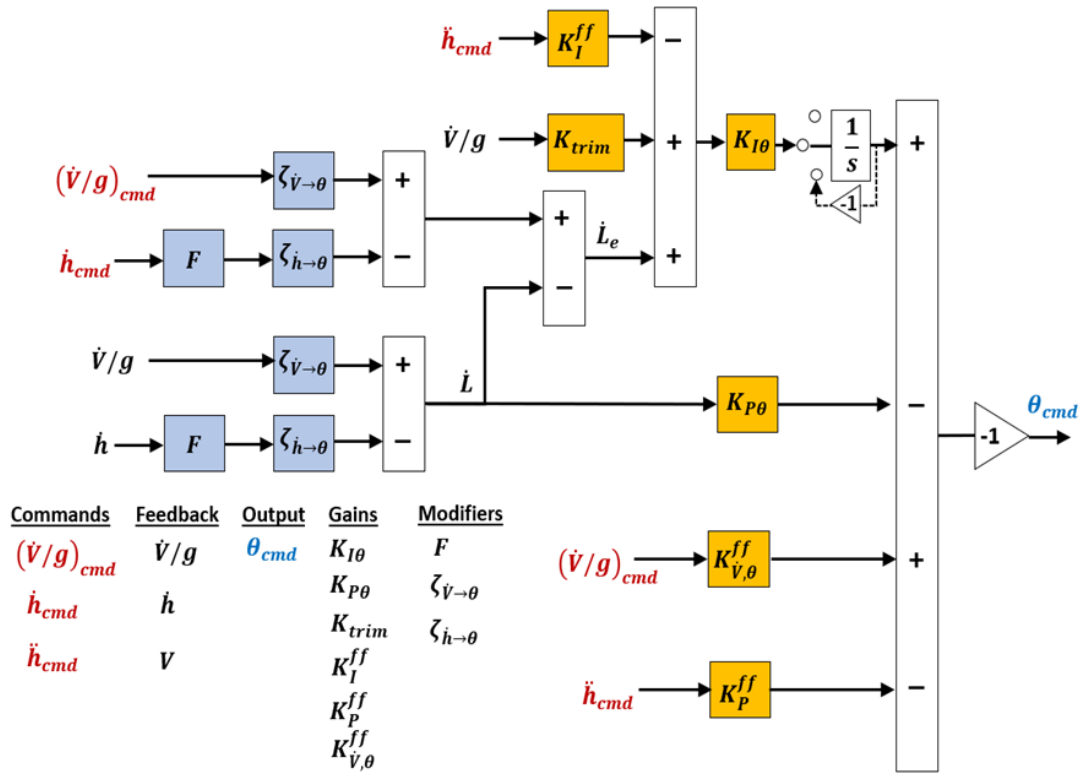 ḧ_cmd K_I^ff −
V̇/g K_trim + K_Iθ 1/s +
-1
(V̇/g)_cmd ζ_V̇→θ +
ḣ_cmd F ζ_ḣ→θ −
+ L̇_e +
−
V̇/g ζ_V̇→θ +
L̇ K_Pθ −
ḣ F ζ_ḣ→θ −
-1 θ_cmd
(V̇/g)_cmd K_V̇,θ^ff +
ḧ_cmd K_P^ff −
Commands Feedback Output Gains Modifiers
(V̇/g)_cmd V̇/g θ_cmd K_Iθ F
ḣ_cmd ḣ K_Pθ ζ_V̇→θ
ḧ_cmd V K_trim ζ_ḣ→θ
K_I^ff
K_P^ff
K_V̇,θ^ff